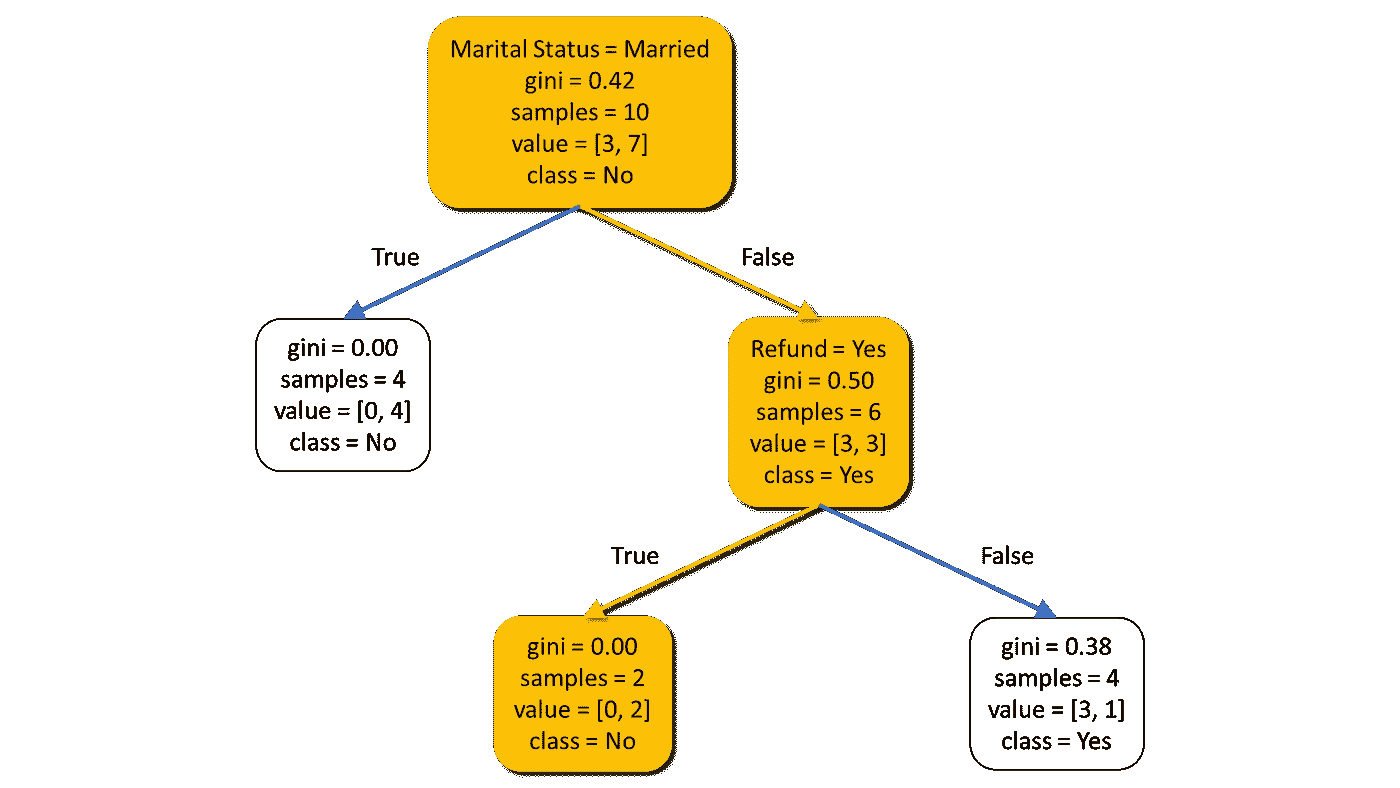 Marital Status = Married
gini = 0.42
samples = 10
value = [3, 7]
class = No
True
False
gini = 0.00
samples = 4
value = [0, 4]
class = No
Refund = Yes
gini = 0.50
samples = 6
value = [3, 3]
class = Yes
True
False
gini = 0.00
samples = 2
value = [0, 2]
class = No
gini = 0.38
samples = 4
value = [3, 1]
class = Yes